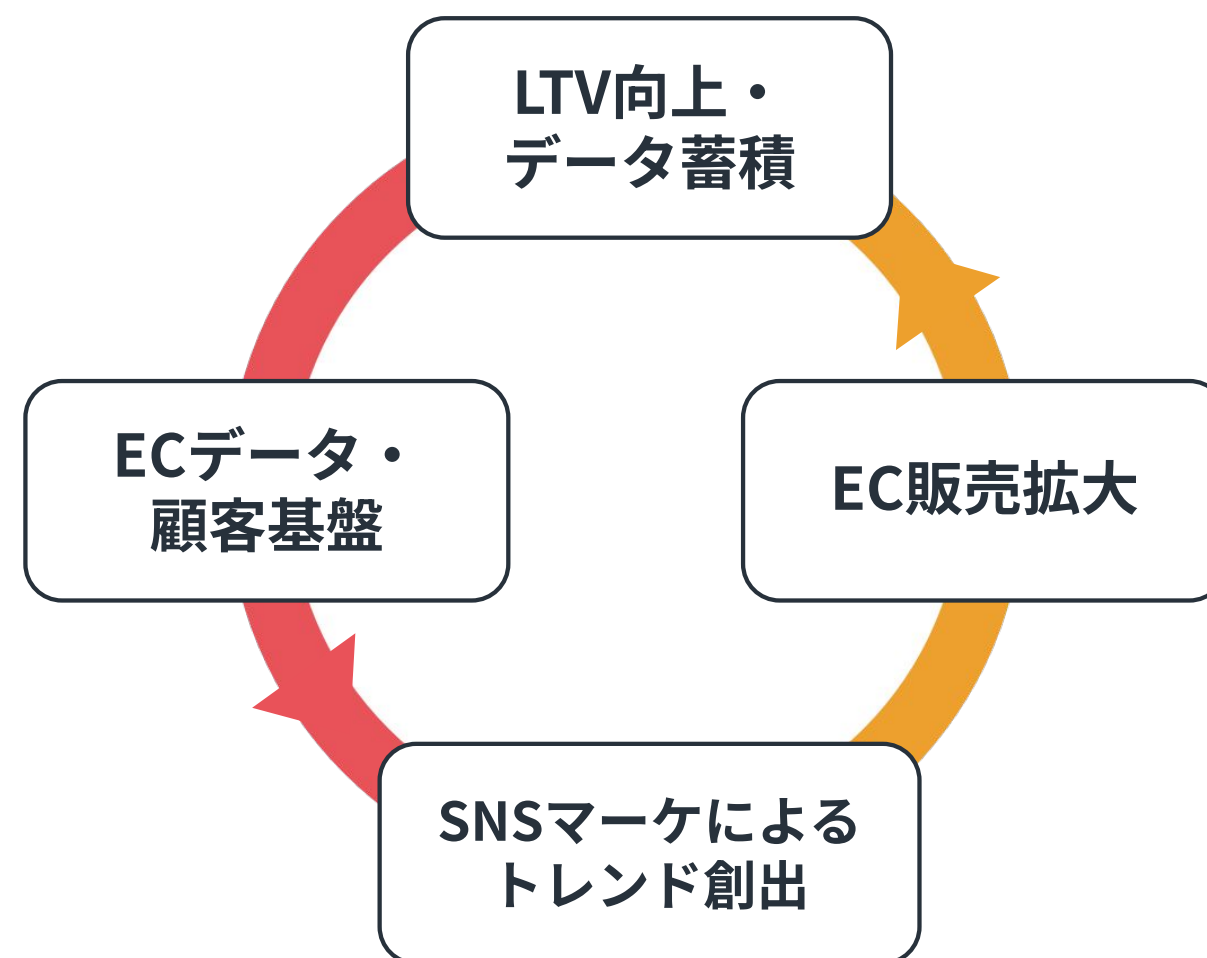 LTV向上・
データ蓄積
ECデータ・
顧客基盤
EC販売拡大
SNSマーケによる
トレンド創出